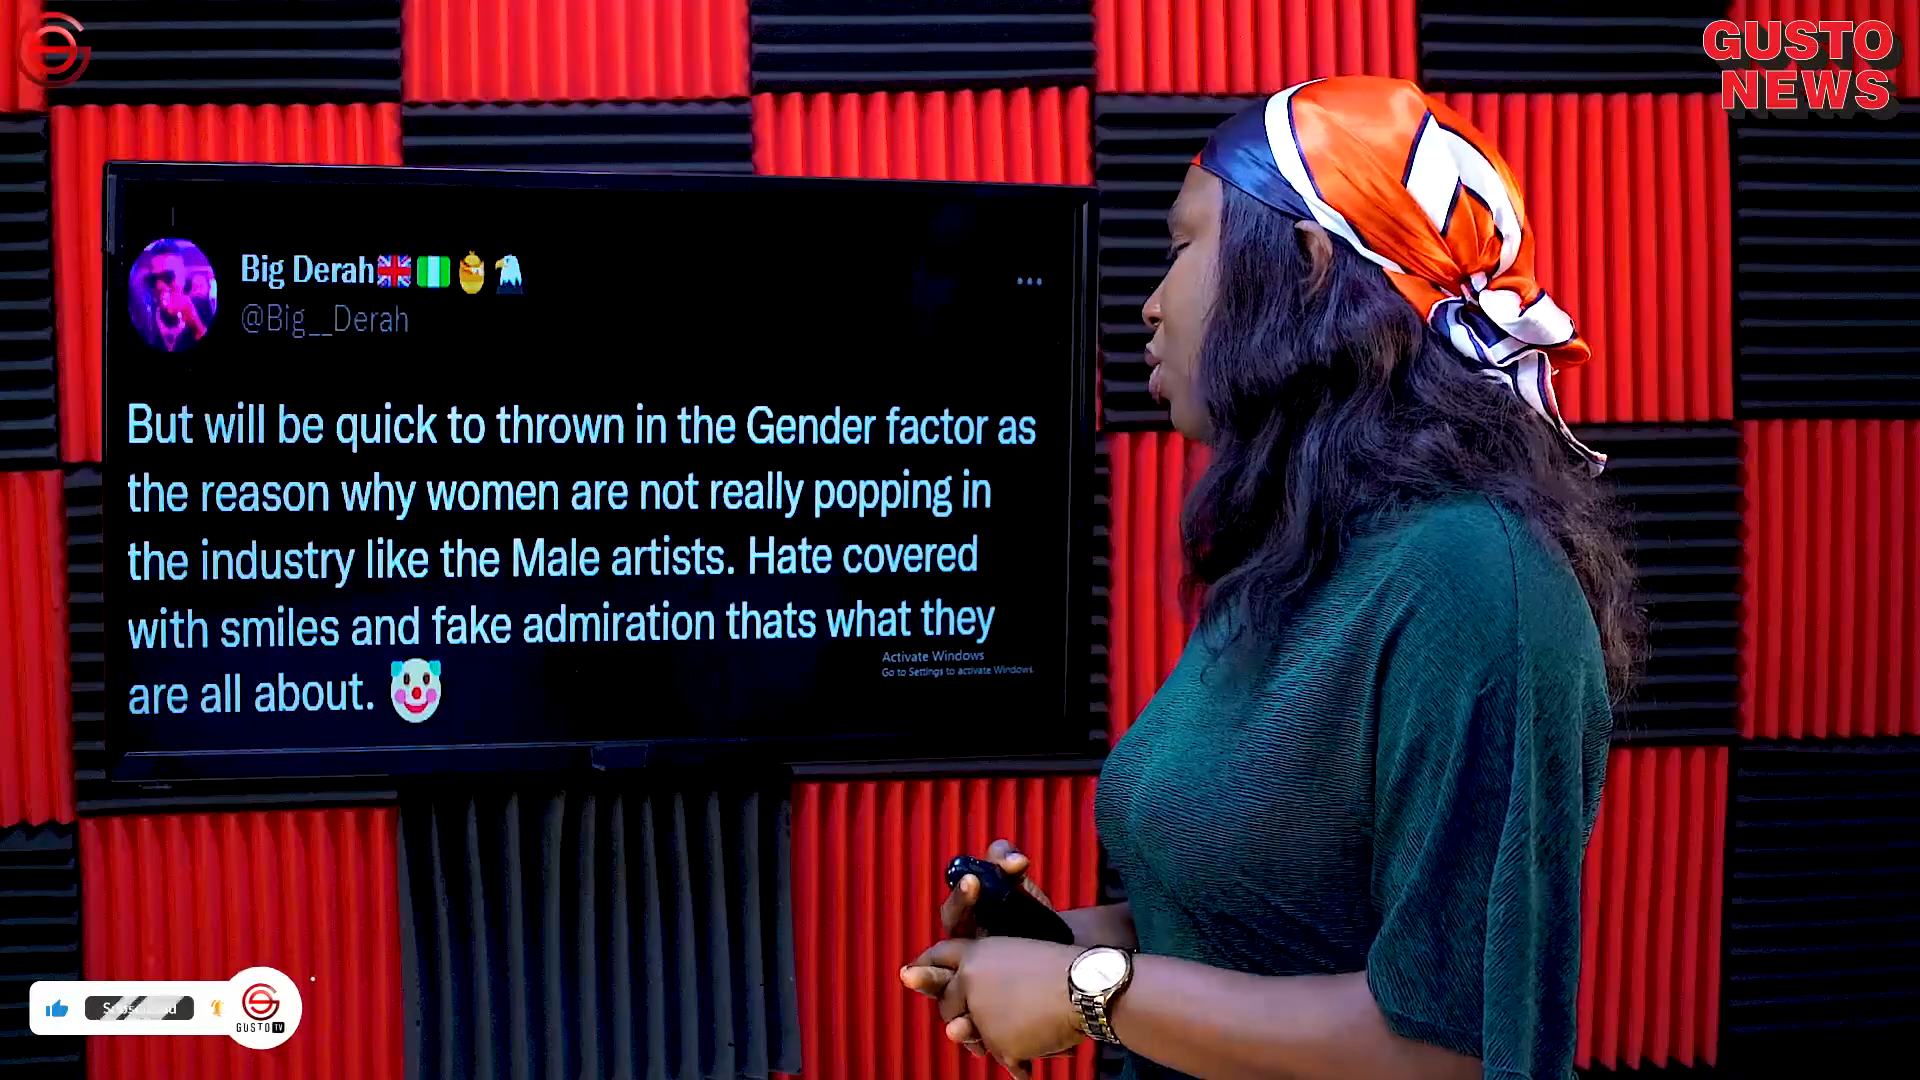 GUSTO
NEWS
Big Derah
@Big__Derah
But will be quick to thrown in the Gender factor as
the reason why women are not really popping in
the industry like the Male artists. Hate covered
with smiles and fake admiration thats what they
are all about.
Activate Windows
Go to Settings to activate Windows.
GUSTO TV